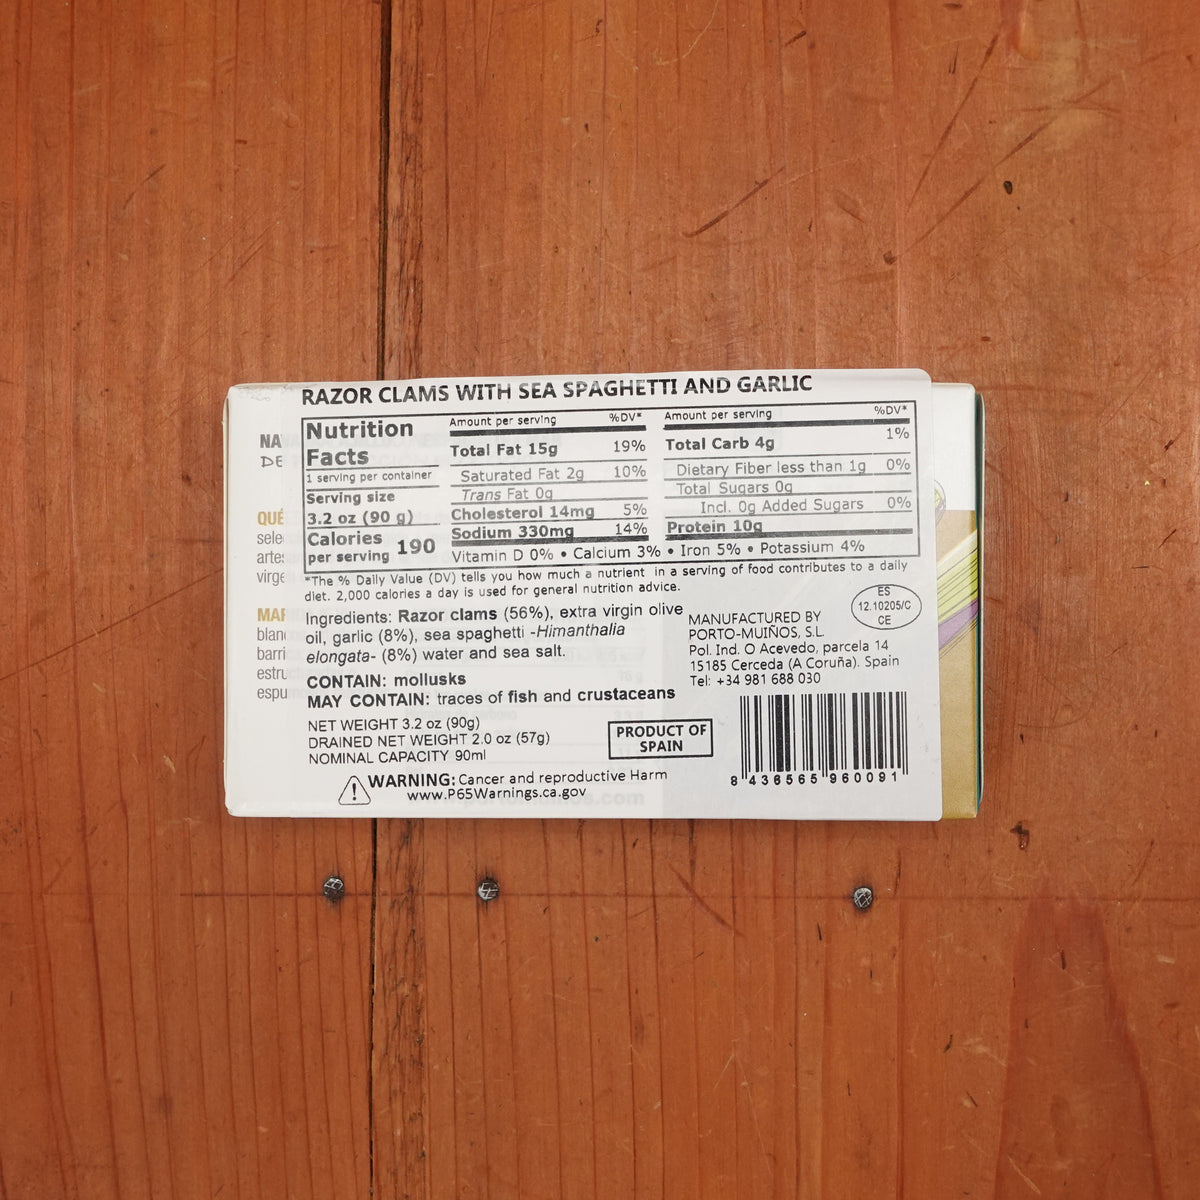 RAZOR CLAMS WITH SEA SPAGHETTI AND GARLIC
Nutrition
Facts
1 serving per container
Serving size
3.2 oz (90 g)
Calories
per serving 190
Amount per serving %DV*
Total Fat 15g 19%
Saturated Fat 2g 10%
Trans Fat 0g
Cholesterol 14mg 5%
Sodium 330mg 14%
Amount per serving %DV*
Total Carb 4g 1%
Dietary Fiber less than 1g 0%
Total Sugars 0g
Incl. 0g Added Sugars 0%
Protein 10g
Vitamin D 0% • Calcium 3% • Iron 5% • Potassium 4%
*The % Daily Value (DV) tells you how much a nutrient in a serving of food contributes to a daily
diet. 2,000 calories a day is used for general nutrition advice.
Ingredients: Razor clams (56%), extra virgin olive
oil, garlic (8%), sea spaghetti -Himanthalia
elongata- (8%) water and sea salt.
CONTAIN: mollusks
MAY CONTAIN: traces of fish and crustaceans
NET WEIGHT 3.2 oz (90g)
DRAINED NET WEIGHT 2.0 oz (57g)
NOMINAL CAPACITY 90ml
WARNING: Cancer and reproductive Harm
www.P65Warnings.ca.gov
PRODUCT OF
SPAIN
MANUFACTURED BY
PORTO-MUIÑOS, S.L.
Pol. Ind. O Acevedo, parcela 14
15185 Cerceda (A Coruña). Spain
Tel: +34 981 688 030
ES
12.10205/C
CE
8 436565 960091
QUÉ